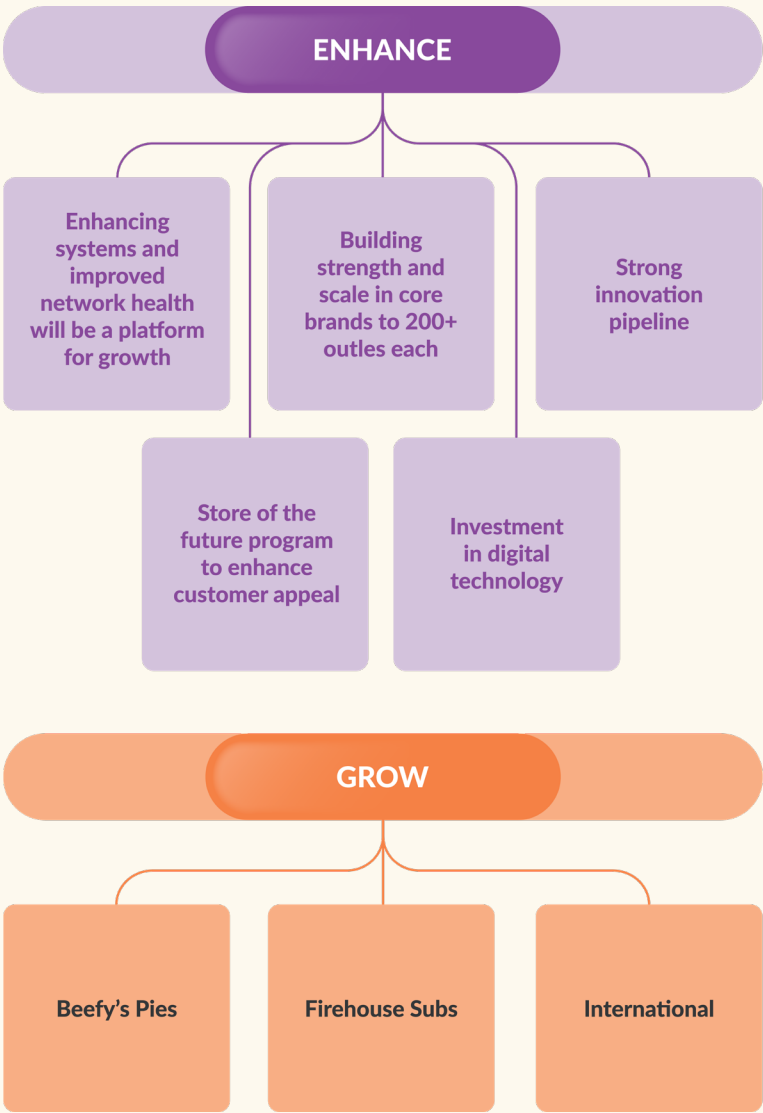 ENHANCE
Enhancing
systems and
improved
network health
will be a platform
for growth
Building
strength and
scale in core
brands to 200+
outles each
Strong
innovation
pipeline
Store of the
future program
to enhance
customer appeal
Investment
in digital
technology
GROW
Beefy’s Pies
Firehouse Subs
International